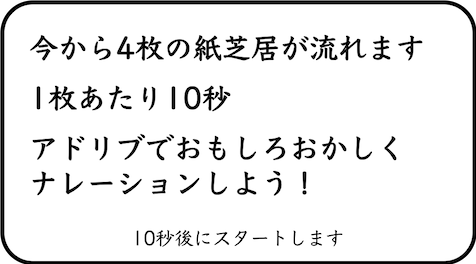 今から4枚の紙芝居が流れます
1枚あたり10秒
アドリブでおもしろおかしく
ナレーションしよう！
10秒後にスタートします